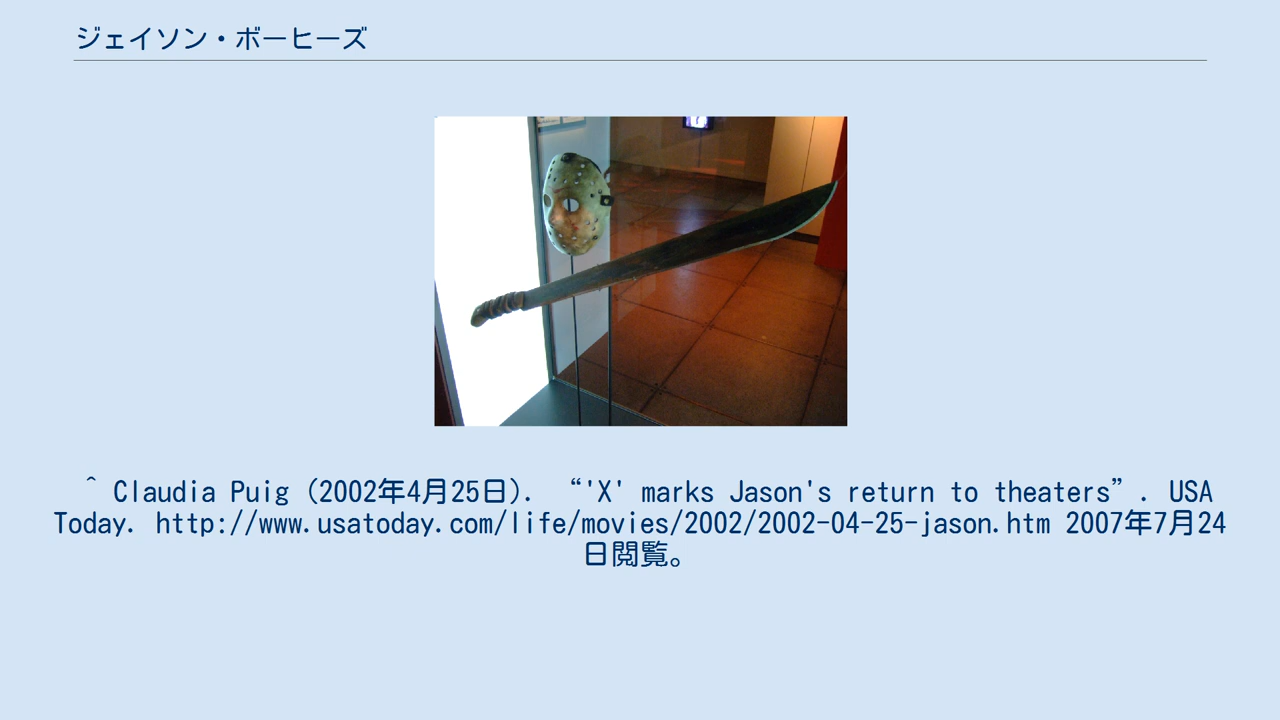 ジェイソン・ボーヒーズ
^ Claudia Puig (2002年4月25日). “'X' marks Jason's return to theaters”. USA
Today. http://www.usatoday.com/life/movies/2002/2002-04-25-jason.htm 2007年7月24
日閲覧。